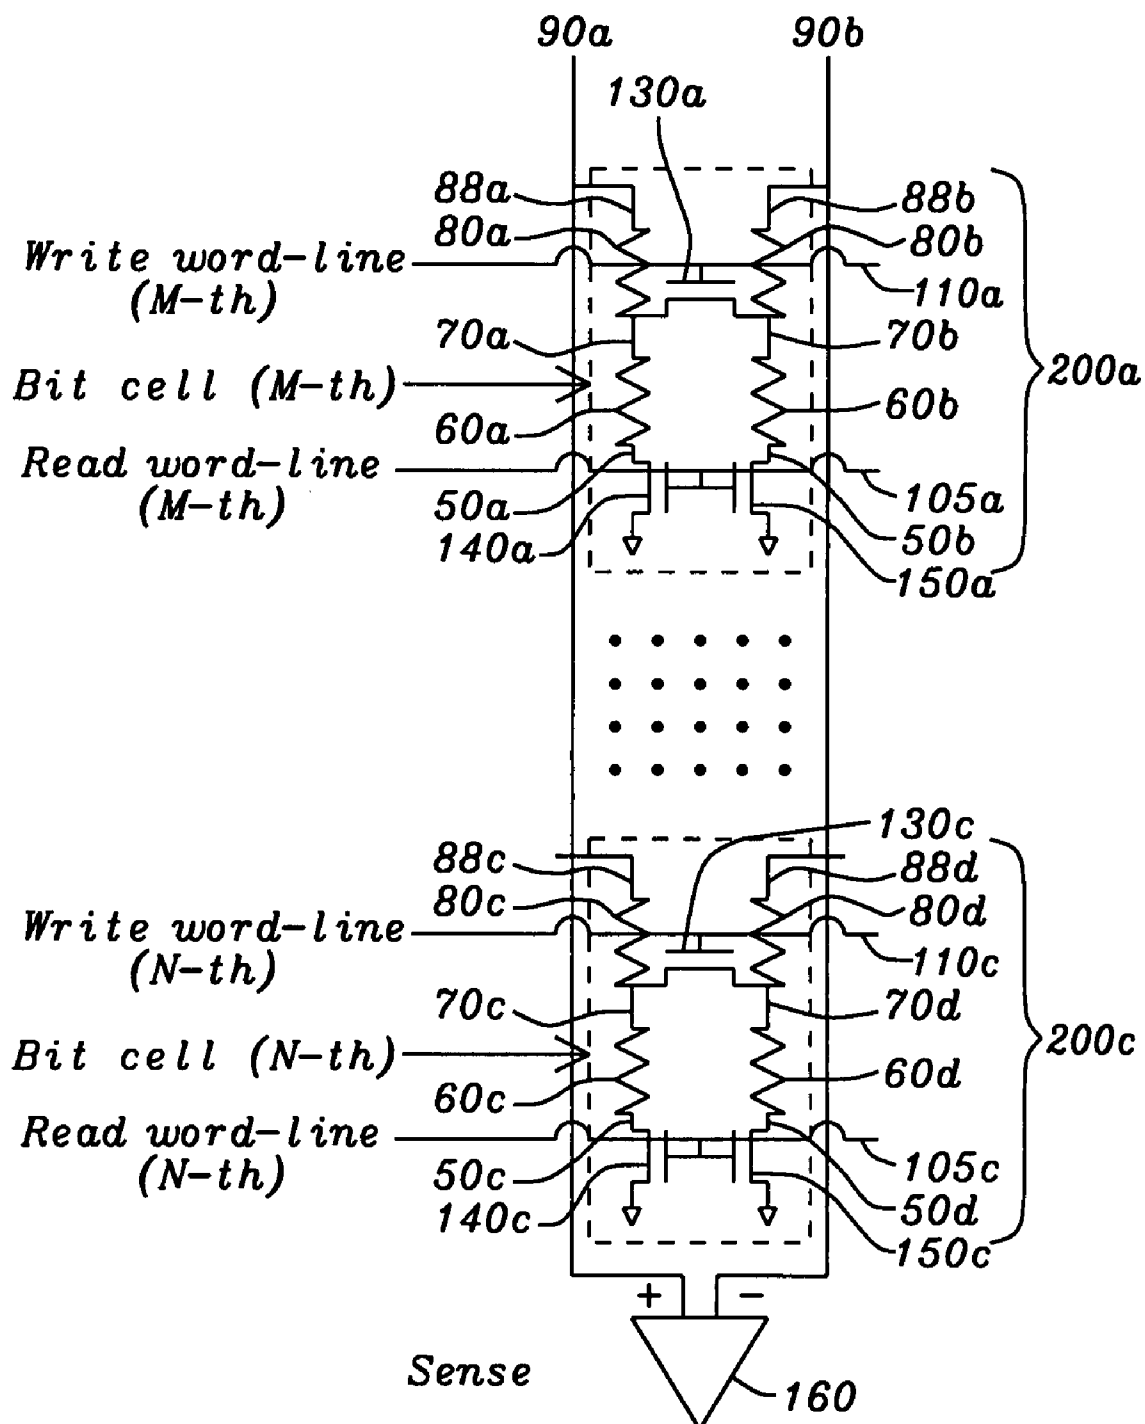 90a 90b
130a
88a 88b
80a 80b
Write word-line
(M-th)
110a
70a 70b
Bit cell (M-th)
200a
60a 60b
Read word-line
(M-th)
105a
50a 50b
140a 150a
130c
88c 88d
80c 80d
Write word-line
(N-th)
110c
70c 70d
Bit cell (N-th)
200c
60c 60d
Read word-line
(N-th)
105c
50c 50d
140c 150c
+ −
Sense
160